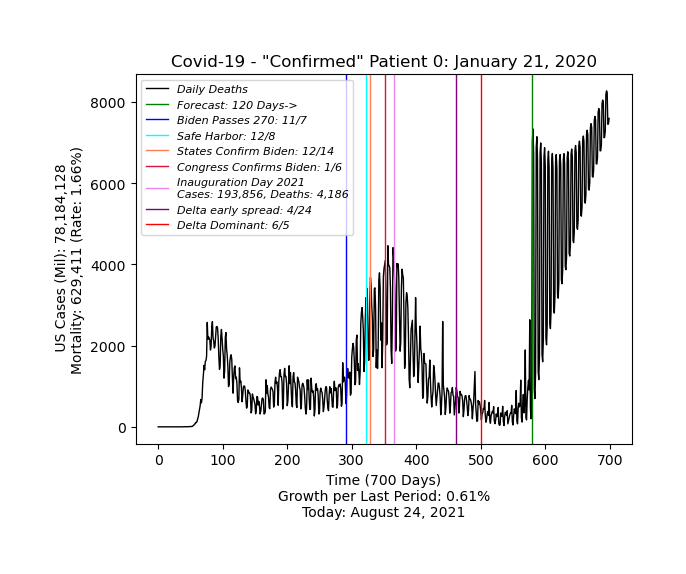 Covid-19 - "Confirmed" Patient 0: January 21, 2020
Daily Deaths
Forecast: 120 Days->
Biden Passes 270: 11/7
Safe Harbor: 12/8
States Confirm Biden: 12/14
Congress Confirms Biden: 1/6
Inauguration Day 2021
Cases: 193,856, Deaths: 4,186
Delta early spread: 4/24
Delta Dominant: 6/5
US Cases (Mil): 78,184,128
Mortality: 629,411 (Rate: 1.66%)
8000
6000
4000
2000
0
0 100 200 300 400 500 600 700
Time (700 Days)
Growth per Last Period: 0.61%
Today: August 24, 2021